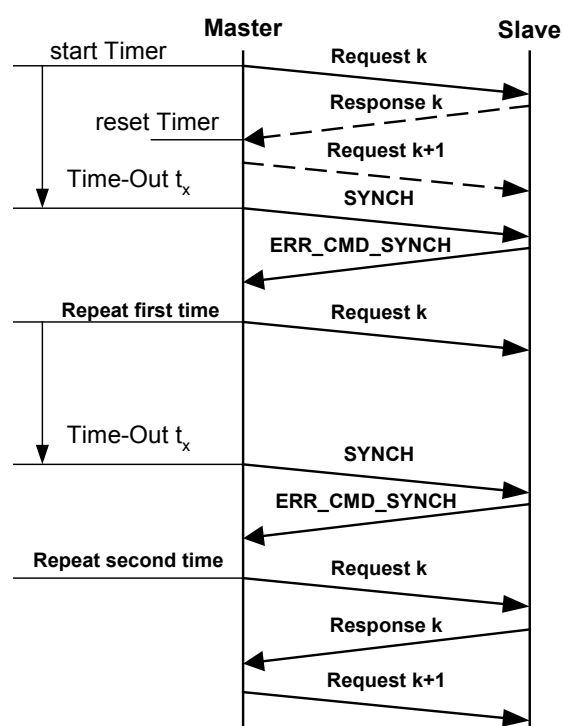 Master
Slave
start Timer
Request k
Response k
reset Timer
Request k+1
Time-Out tx
SYNCH
ERR_CMD_SYNCH
Repeat first time
Request k
Time-Out tx
SYNCH
ERR_CMD_SYNCH
Repeat second time
Request k
Response k
Request k+1